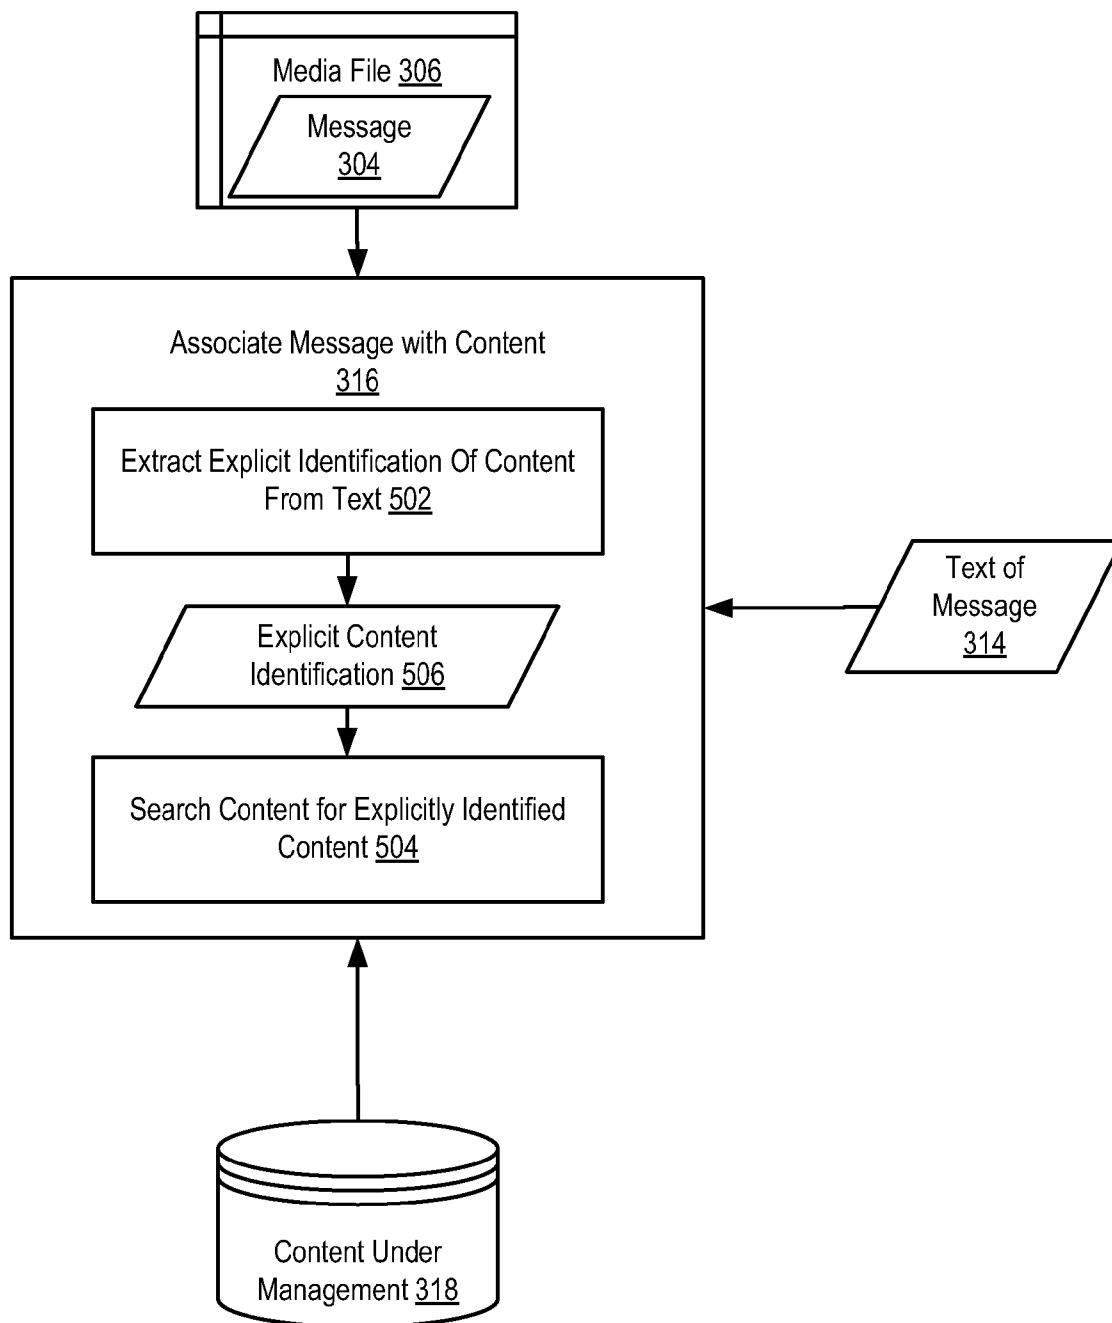 Media File 306
Message
304
Associate Message with Content
316
Extract Explicit Identification Of Content
From Text 502
Explicit Content
Identification 506
Search Content for Explicitly Identified
Content 504
Text of
Message
314
Content Under
Management 318